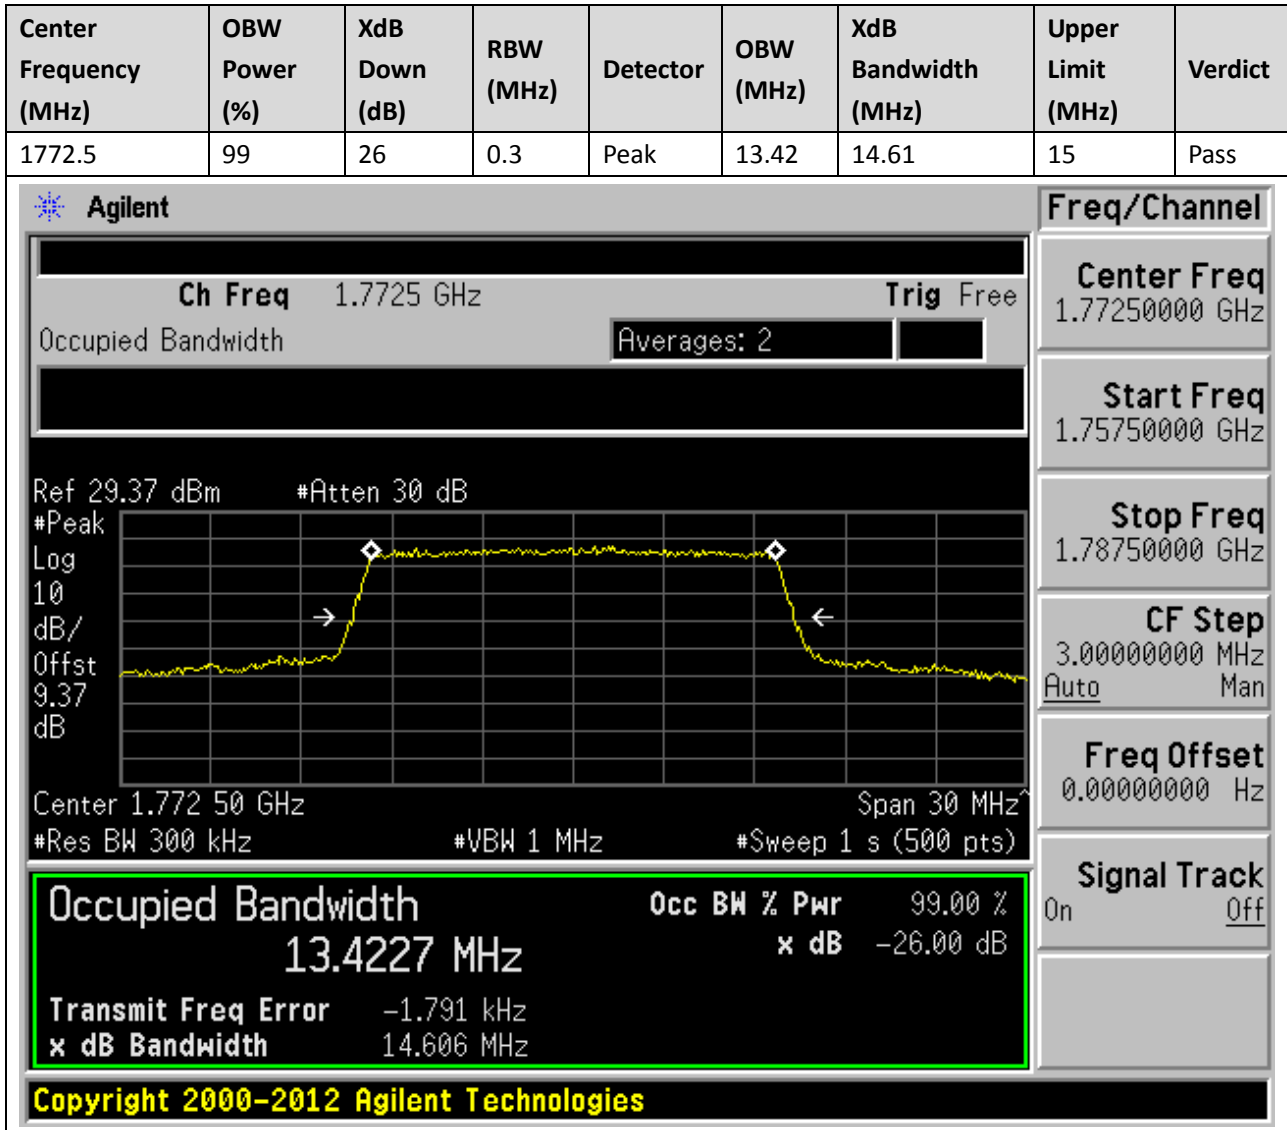 Center Frequency (MHz) OBW Power (%) XdB Down (dB) RBW (MHz) Detector OBW (MHz) XdB Bandwidth (MHz) Upper Limit (MHz) Verdict
1772.5 99 26 0.3 Peak 13.42 14.61 15 Pass
Agilent
Freq/Channel
Ch Freq 1.7725 GHz Trig Free
Occupied Bandwidth Averages: 2
Ref 29.37 dBm #Atten 30 dB
#Peak
Log
10
dB/
Offst
9.37
dB
Center 1.772 50 GHz Span 30 MHz^
#Res BW 300 kHz #VBW 1 MHz #Sweep 1 s (500 pts)
Occupied Bandwidth Occ BW % Pwr 99.00 %
13.4227 MHz x dB -26.00 dB
Transmit Freq Error -1.791 kHz
x dB Bandwidth 14.606 MHz
Center Freq
1.77250000 GHz
Start Freq
1.75750000 GHz
Stop Freq
1.78750000 GHz
CF Step
3.00000000 MHz
Auto Man
Freq Offset
0.00000000 Hz
Signal Track
On Off
Copyright 2000-2012 Agilent Technologies